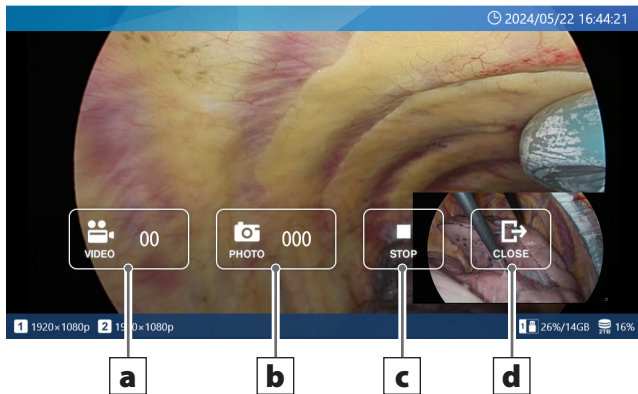 2024/05/22 16:44:21
VIDEO 00
PHOTO 000
STOP
CLOSE
1 1920×1080p 2 1920×1080p
1 26%/14GB 2TB 16%
a b c d